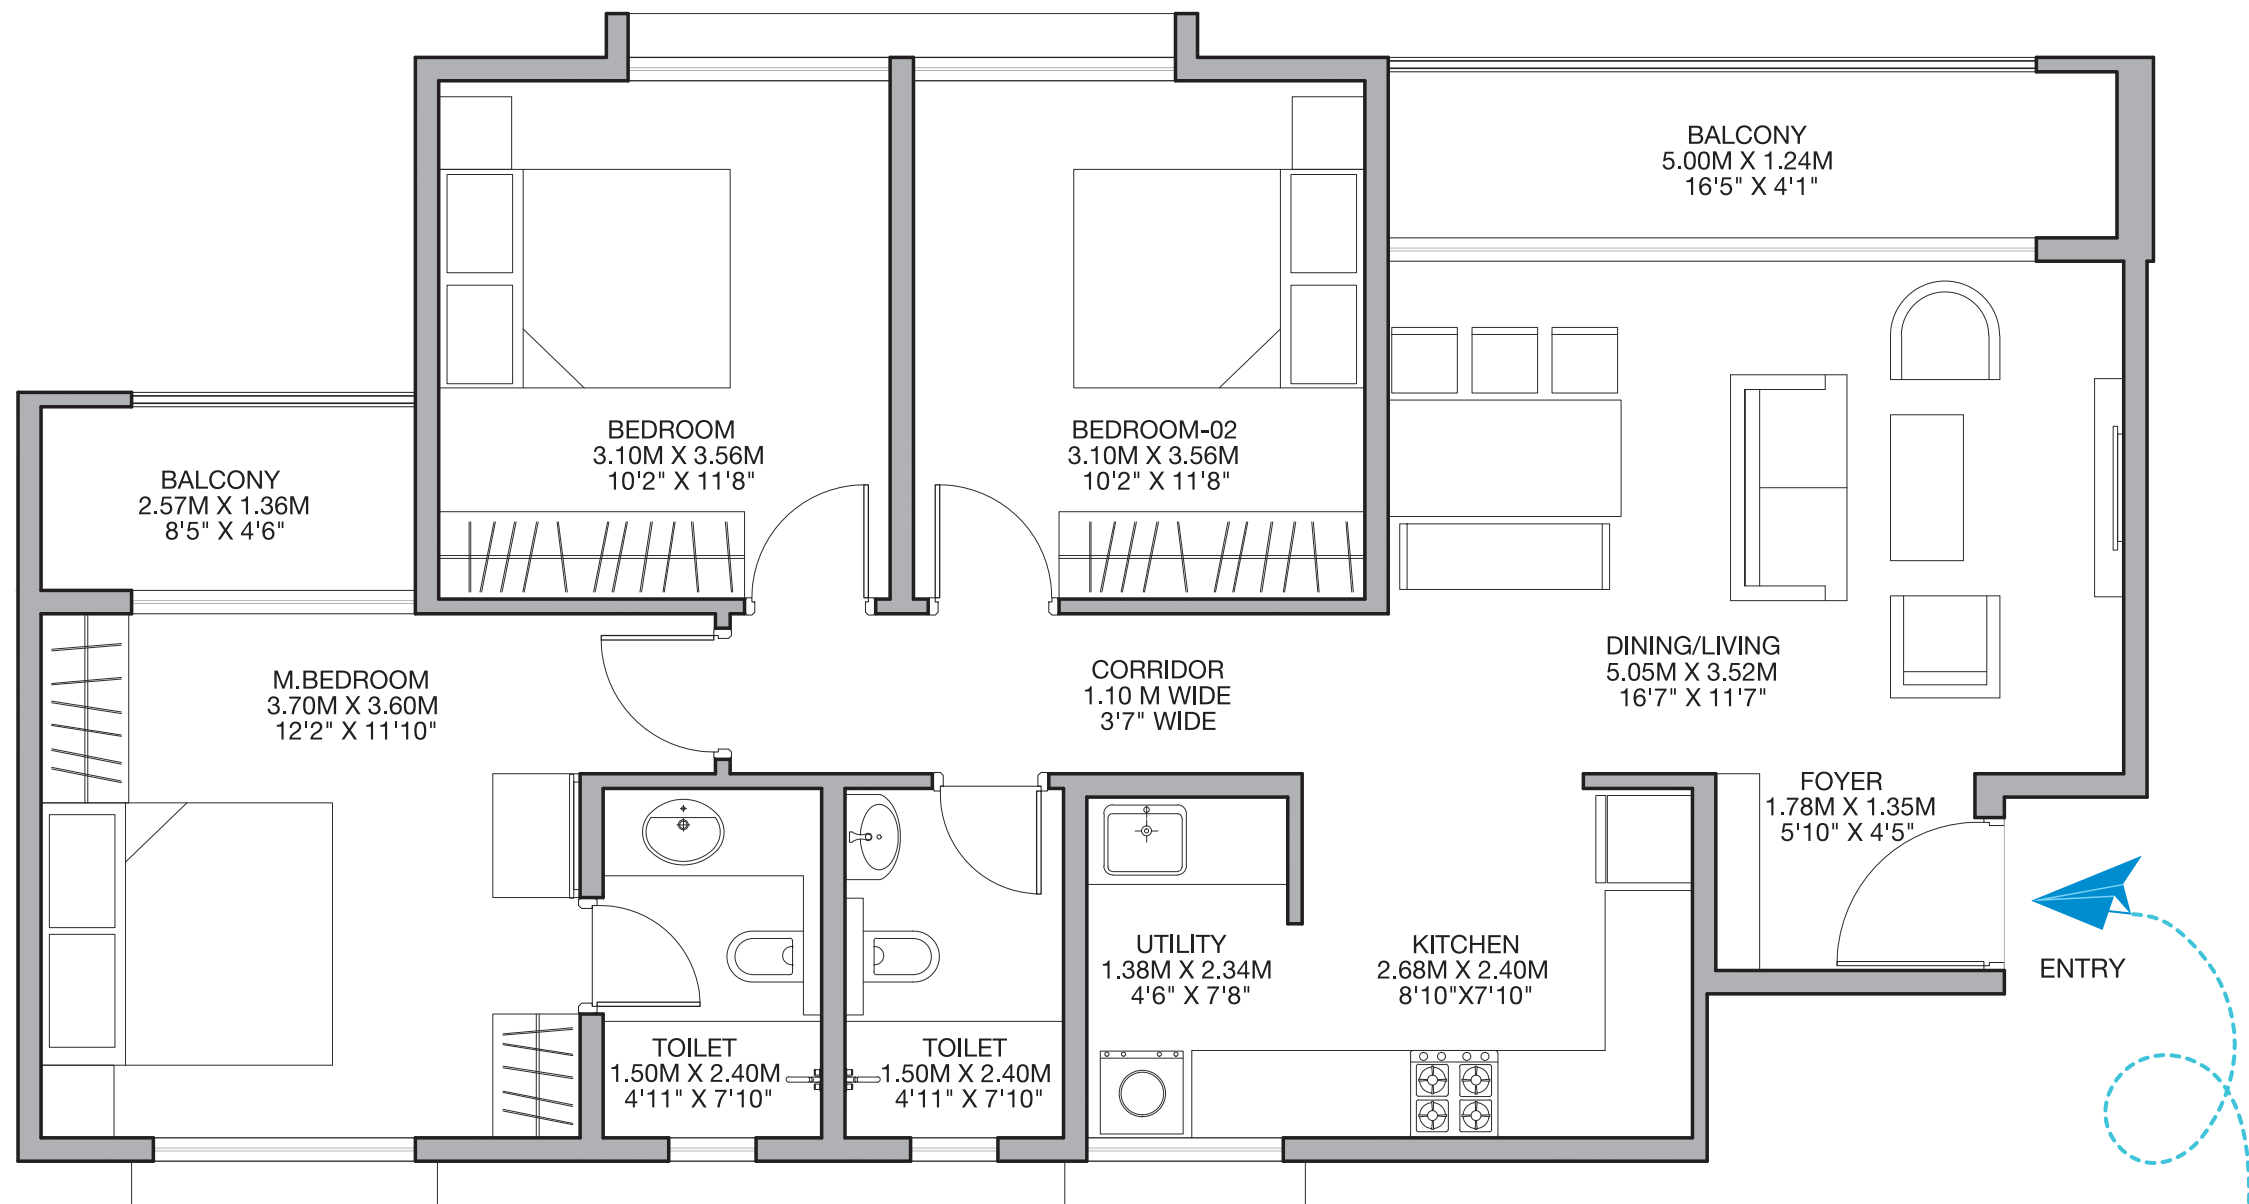 BALCONY
5.00M X 1.24M
16'5" X 4'1"
BEDROOM
3.10M X 3.56M
10'2" X 11'8"
BEDROOM-02
3.10M X 3.56M
10'2" X 11'8"
BALCONY
2.57M X 1.36M
8'5" X 4'6"
M.BEDROOM
3.70M X 3.60M
12'2" X 11'10"
CORRIDOR
1.10 M WIDE
3'7" WIDE
DINING/LIVING
5.05M X 3.52M
16'7" X 11'7"
FOYER
1.78M X 1.35M
5'10" X 4'5"
UTILITY
1.38M X 2.34M
4'6" X 7'8"
KITCHEN
2.68M X 2.40M
8'10"X7'10"
ENTRY
TOILET
1.50M X 2.40M
4'11" X 7'10"
TOILET
1.50M X 2.40M
4'11" X 7'10"